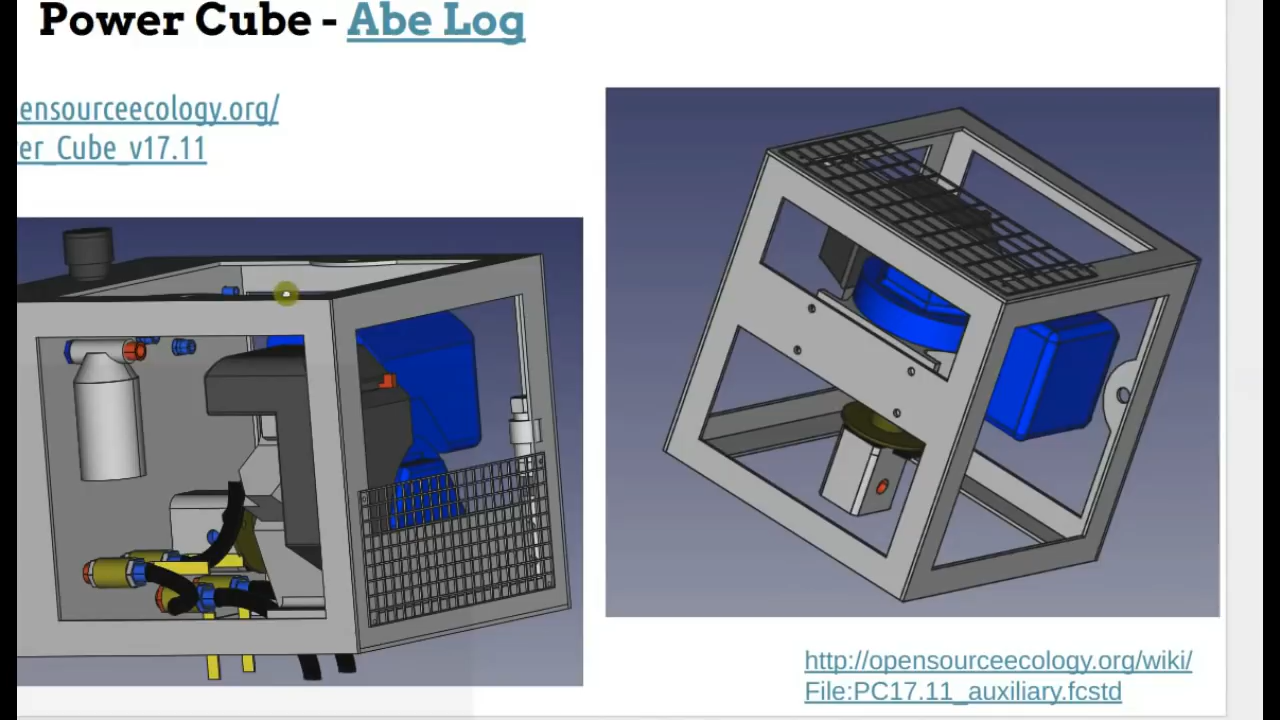 Power Cube - Abe Log
ensourceecology.org/
er_Cube_v17.11
http://opensourceecology.org/wiki/
File:PC17.11_auxiliary.fcstd